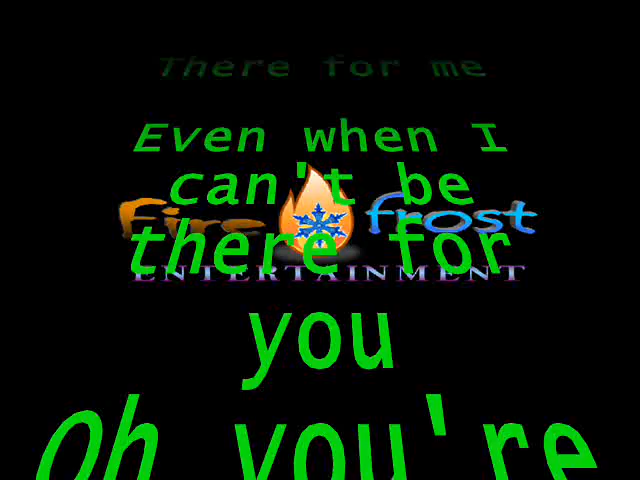 There for me
Even when I
can't be
Fire frost
there for
ENTERTAINMENT
you
Oh you're